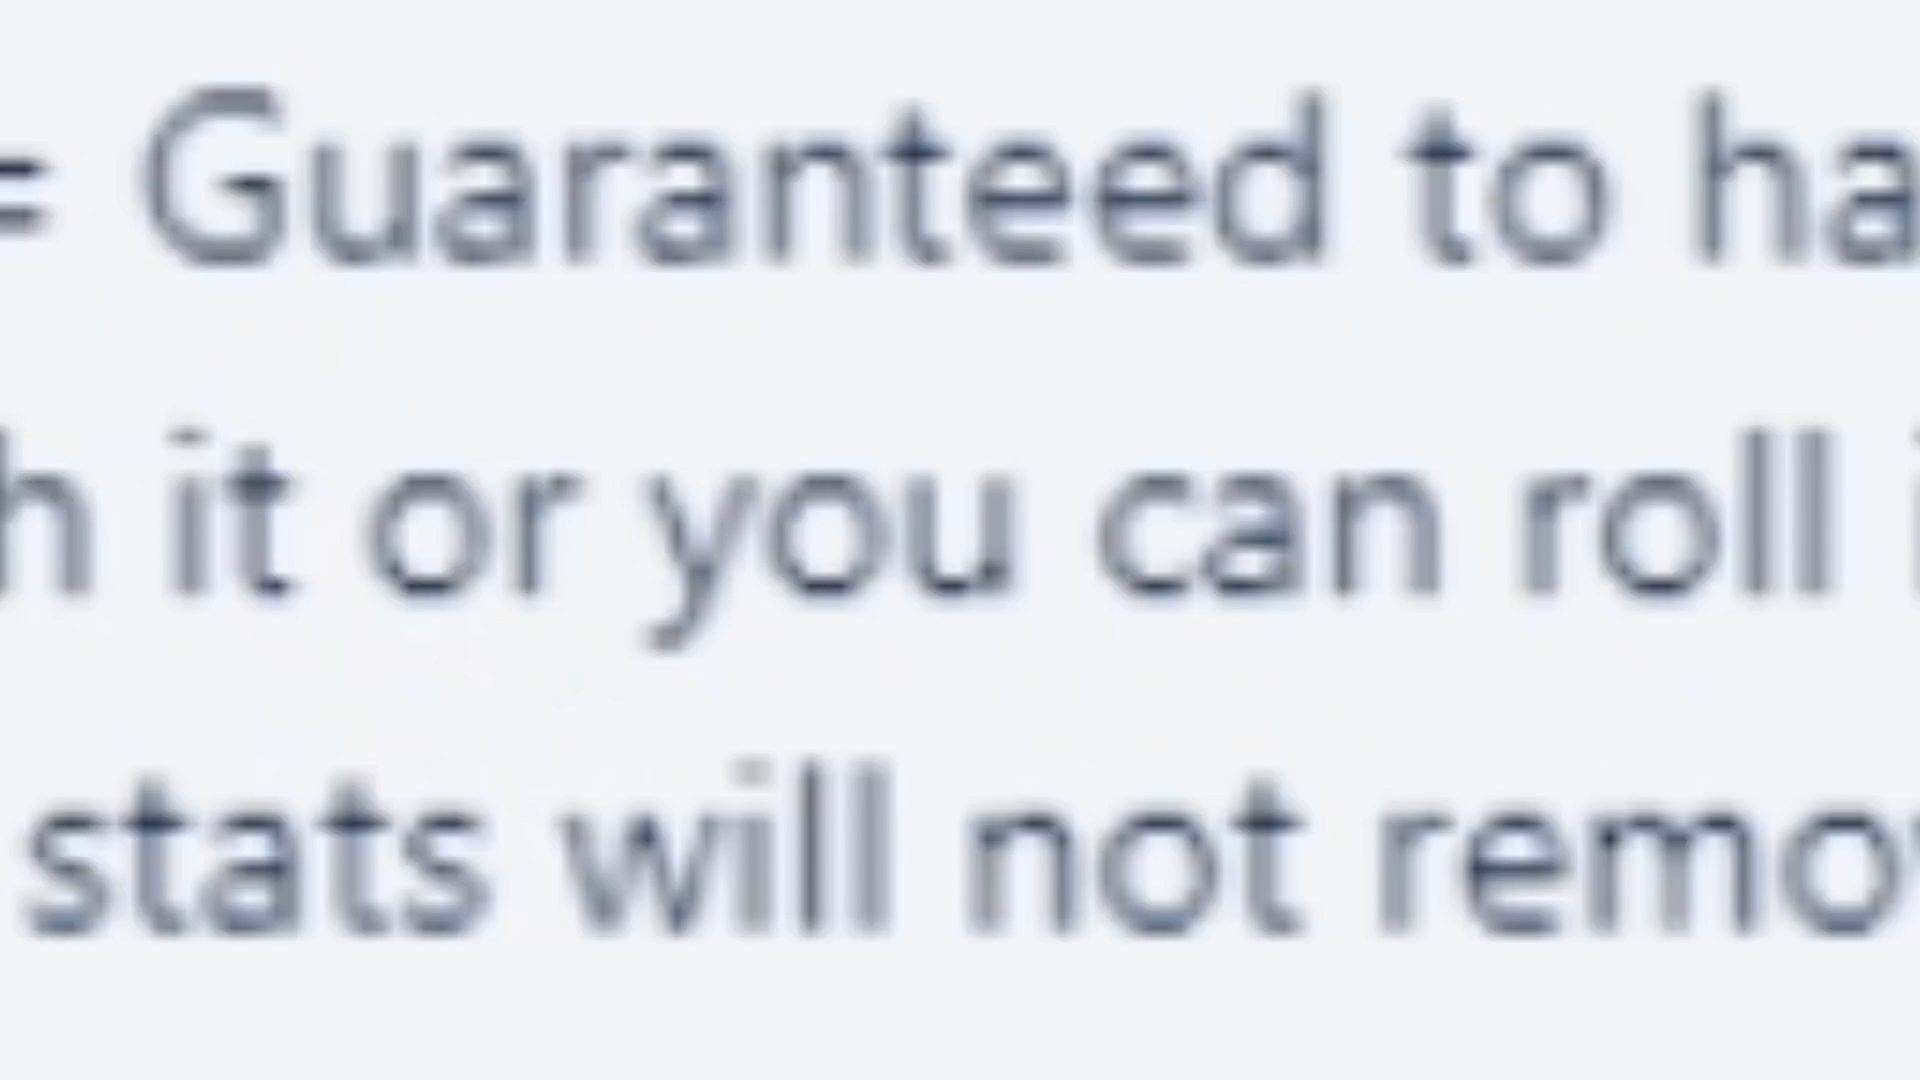 = Guaranteed to ha
h it or you can roll
stats will not remo